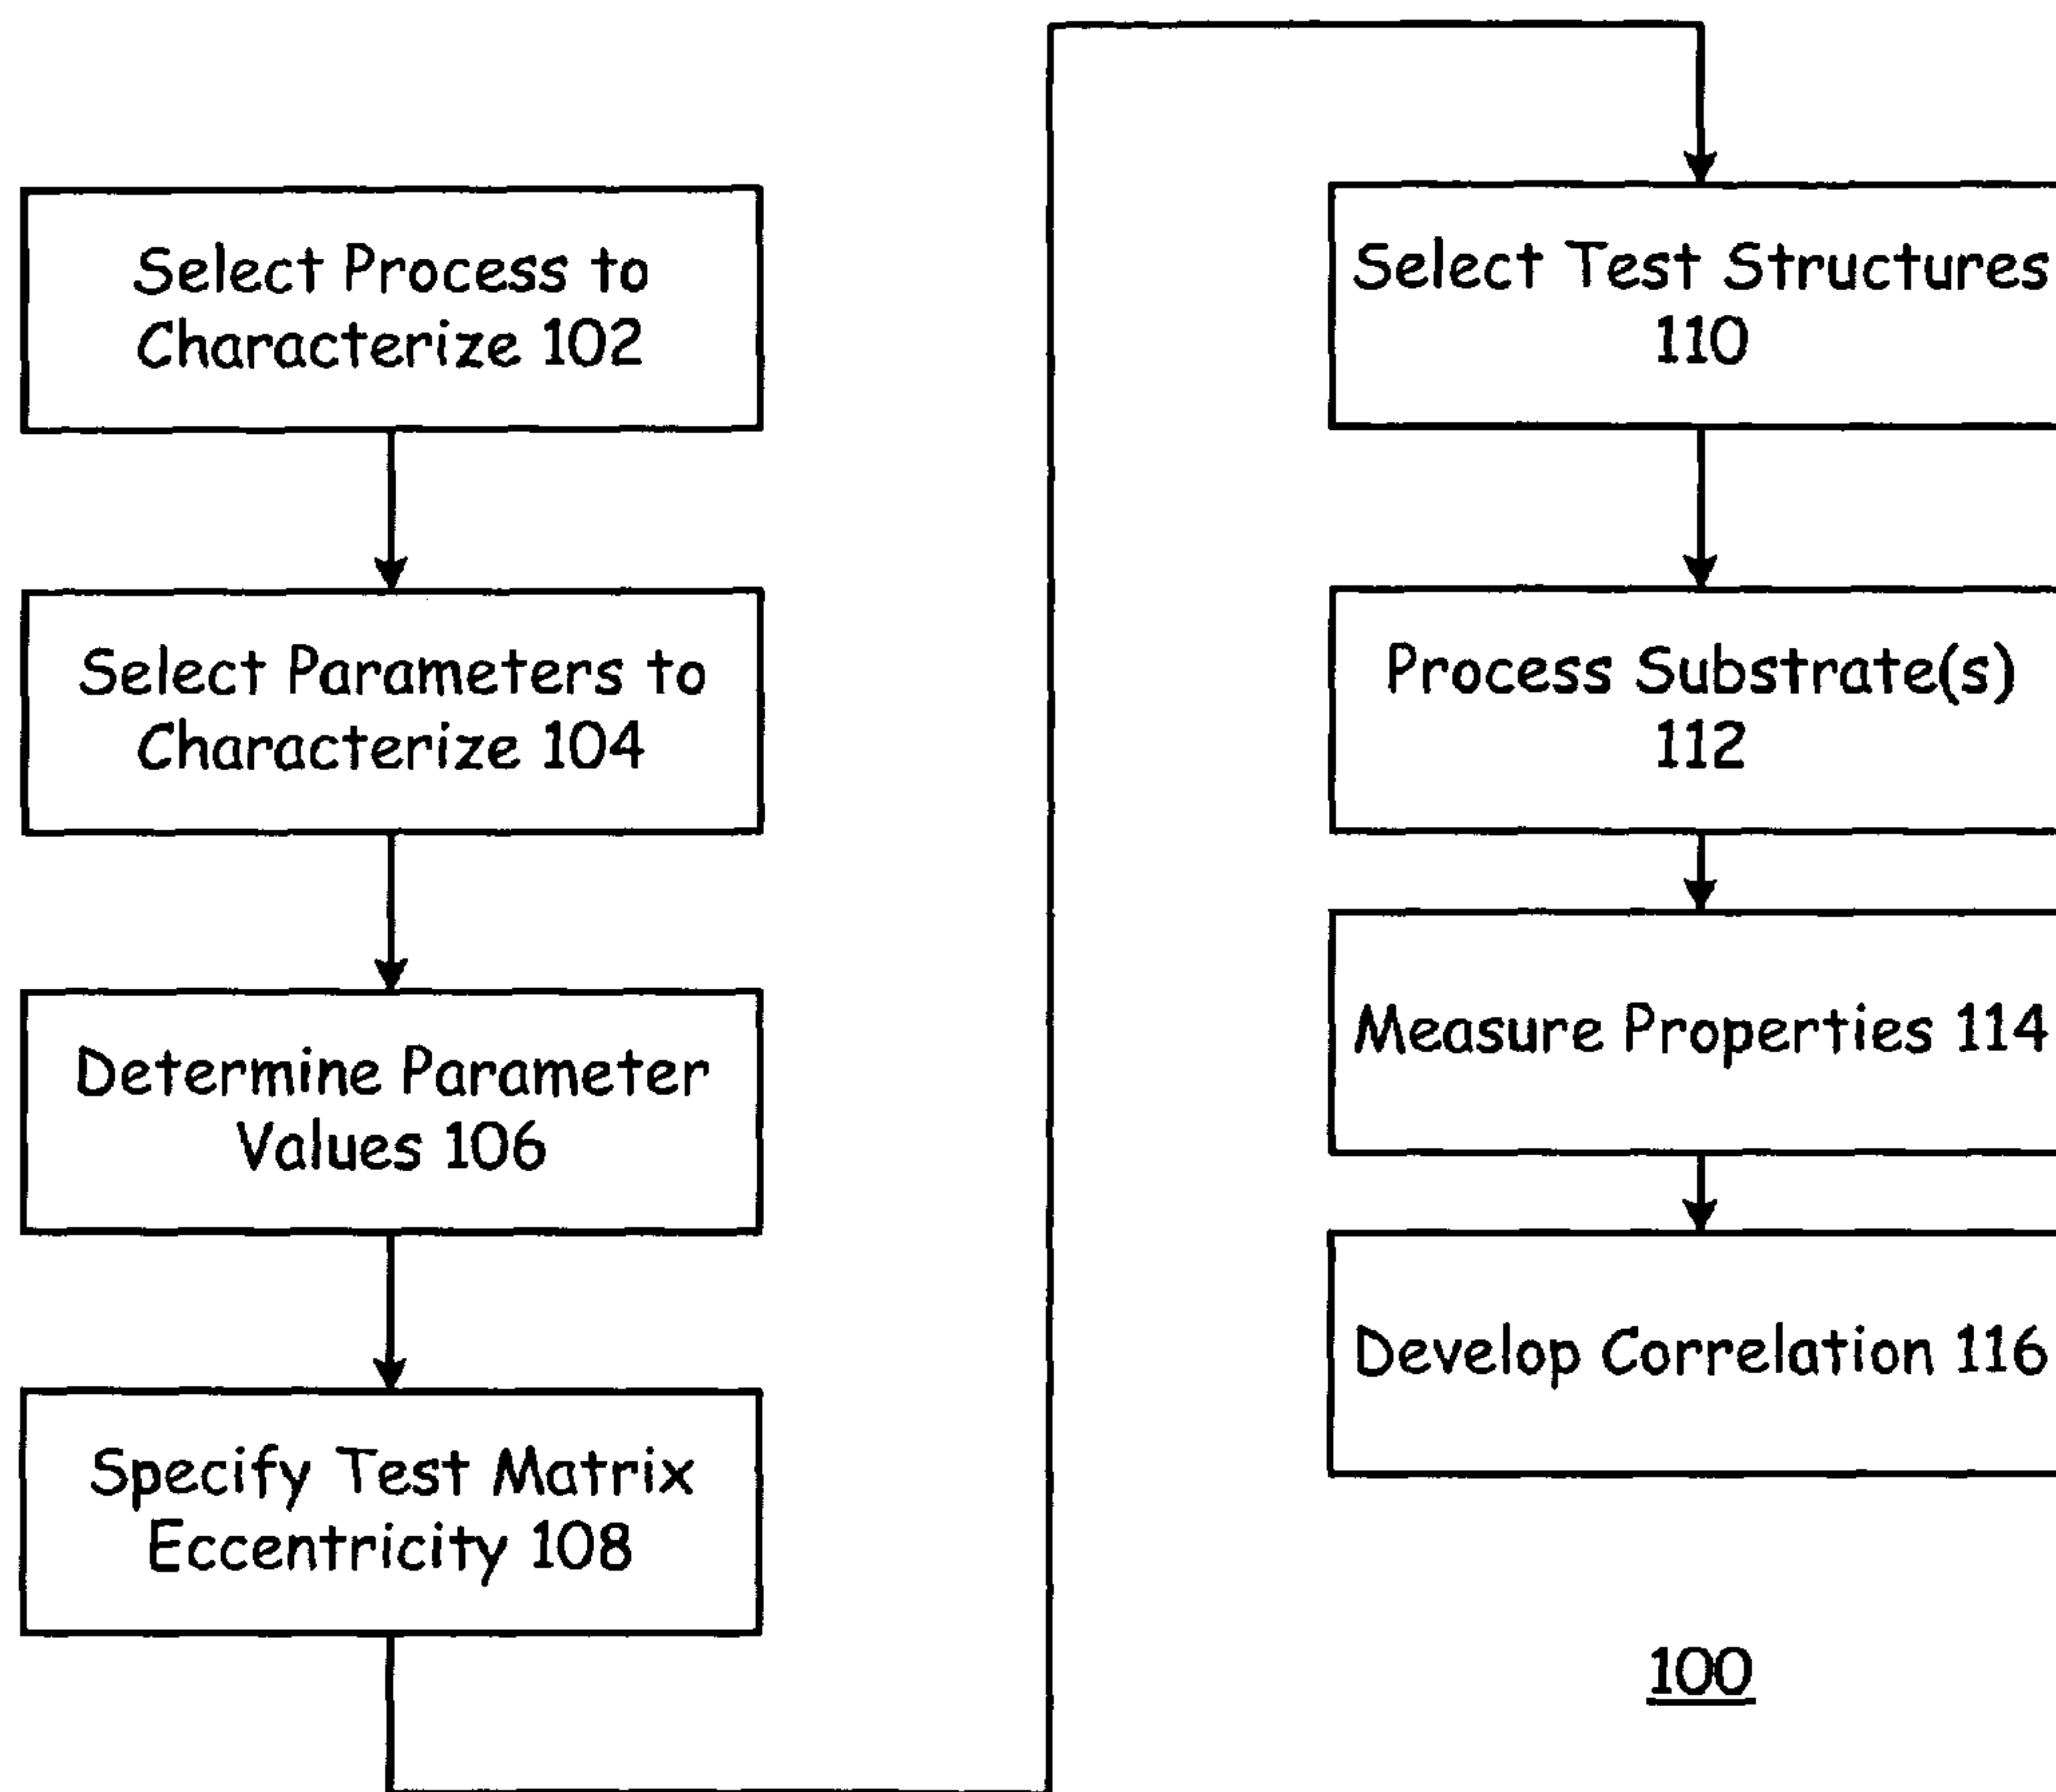 Select Process to
Characterize 102
Select Parameters to
Characterize 104
Determine Parameter
Values 106
Specify Test Matrix
Eccentricity 108
Select Test Structures
110
Process Substrate(s)
112
Measure Properties 114
Develop Correlation 116
100